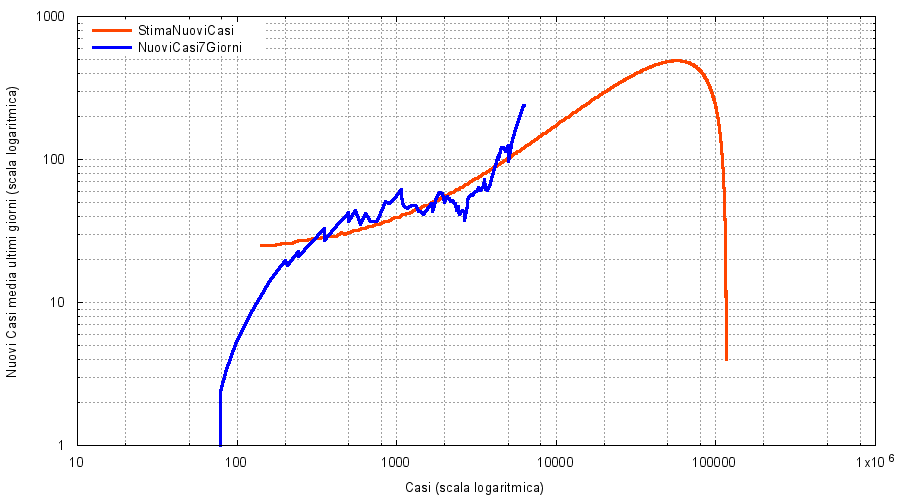 1000
StimaNuoviCasi
NuoviCasi7Giorni
100
10
1
Nuovi Casi media ultimi giorni (scala logaritmica)
10
100
1000
10000
100000
1x10 6
Casi (scala logaritmica)